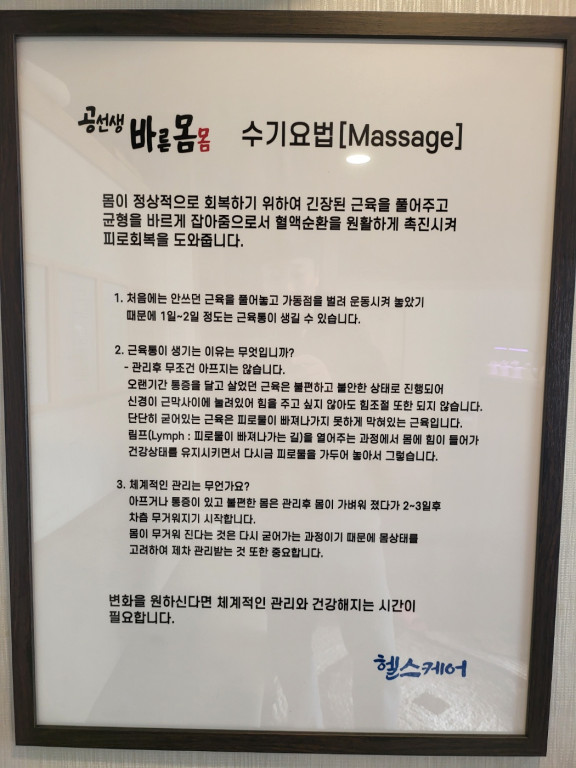 공선생 바른몸몸 수기요법[Massage]
몸이 정상적으로 회복하기 위하여 긴장된 근육을 풀어주고
균형을 바르게 잡아줌으로서 혈액순환을 원활하게 촉진시켜
피로회복을 도와줍니다.
1. 처음에는 안쓰던 근육을 풀어놓고 가동점을 벌려 운동시켜 놓았기
때문에 1일~2일 정도는 근육통이 생길 수 있습니다.
2. 근육통이 생기는 이유는 무엇입니까?
- 관리후 무조건 아프지는 않습니다.
오랜기간 통증을 달고 살었던 근육은 불편하고 불안한 상태로 진행되어
신경이 근막사이에 눌려있어 힘을 주고 싶지 않아도 힘조절 또한 되지 않습니다.
단단히 굳어있는 근육은 피로물이 빠져나가지 못하게 막혀있는 근육입니다.
림프(Lymph : 피로물이 빠져나가는 길)을 열어주는 과정에서 몸에 힘이 들어가
건강상태를 유지시키면서 다시금 피로물을 가두어 놓아서 그렇습니다.
3. 체계적인 관리는 무언가요?
아프거나 통증이 있고 불편한 몸은 관리후 몸이 가벼워 졌다가 2~3일후
차츰 무거워지기 시작합니다.
몸이 무거워 진다는 것은 다시 굳어가는 과정이기 때문에 몸상태를
고려하여 제차 관리받는 것 또한 중요합니다.
변화을 원하신다면 체계적인 관리와 건강해지는 시간이
필요합니다.
헬스케어